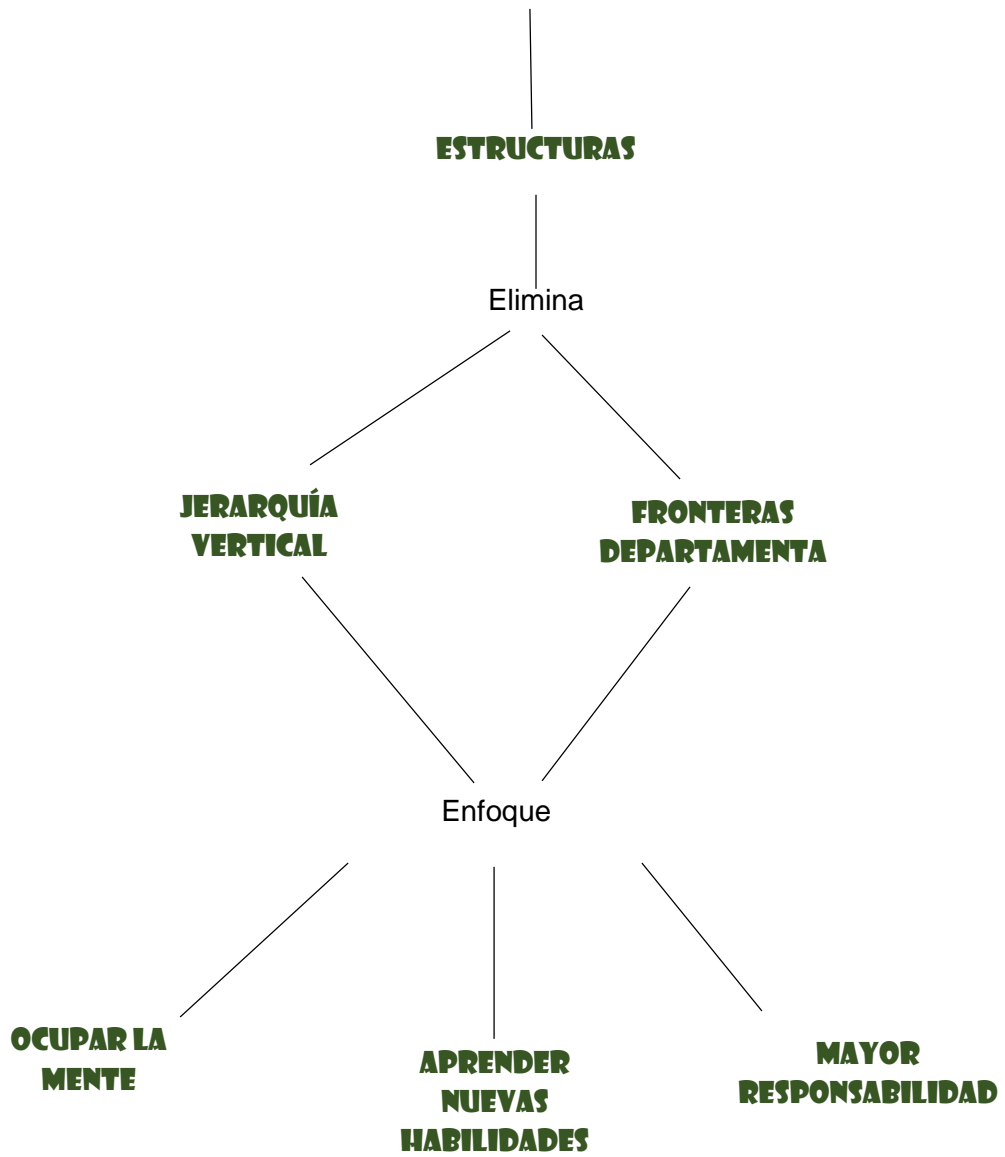 ESTRUCTURAS
Elimina
JERARQUÍA
VERTICAL
FRONTERAS
DEPARTAMENTA
Enfoque
OCUPAR LA
MENTE
APRENDER
NUEVAS
HABILIDADES
MAYOR
RESPONSABILIDAD